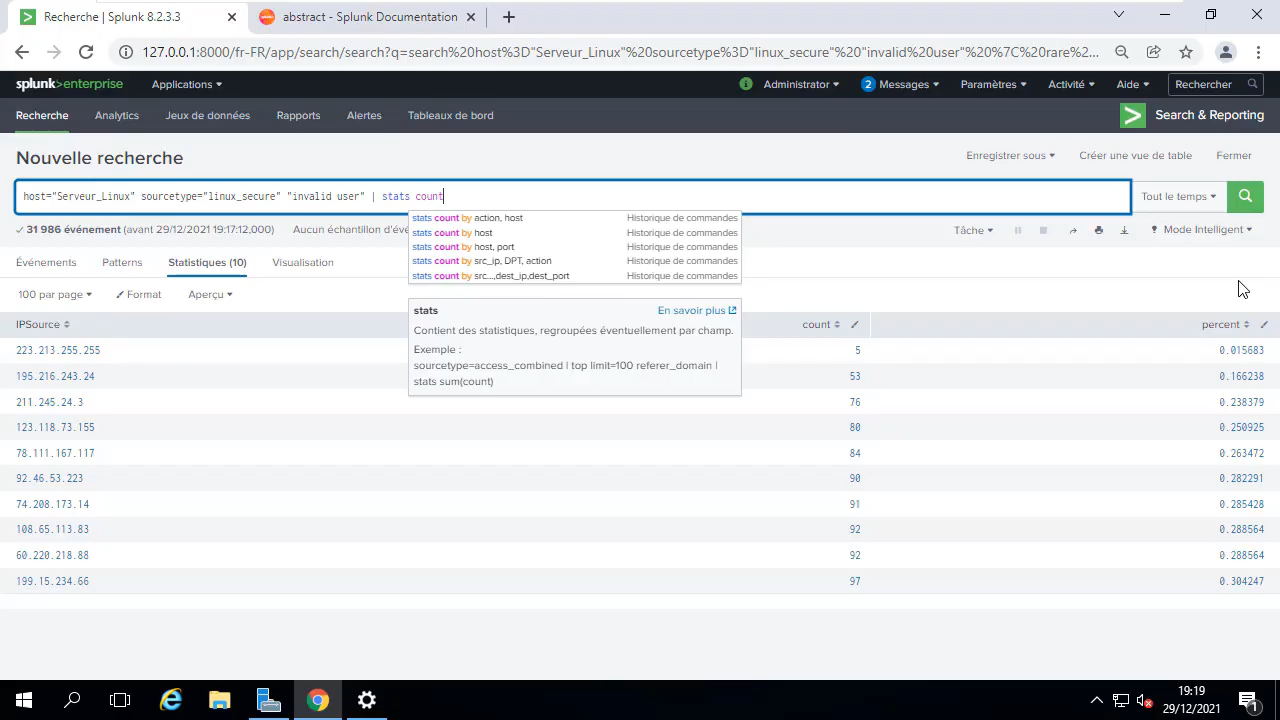 Recherche | Splunk 8.2.3.3
abstract - Splunk Documentation
127.0.0.1:8000/fr-FR/app/search/search?q=search%20host%3D"Serveur_Linux"%20sourcetype%3D"linux_secure"%20"invalid%20user"%20%7C%20rare%2...
splunk>enterprise
Applications
Administrator
2 Messages
Paramètres
Activité
Aide
Rechercher
Recherche
Analytics
Jeux de données
Rapports
Alertes
Tableaux de bord
Search & Reporting
Nouvelle recherche
Enregistrer sous
Créer une vue de table
Fermer
host="Serveur_Linux" sourcetype="linux_secure" "invalid user" | stats count
Tout le temps
stats count by action, host Historique de commandes
stats count by host Historique de commandes
stats count by host, port Historique de commandes
stats count by src_ip, DPT, action Historique de commandes
stats count by src...,dest_ip,dest_port Historique de commandes
✓ 31 986 événement (avant 29/12/2021 19:17:12,000)
Aucun échantillon d'évé
Tâche
Mode Intelligent
Événements
Patterns
Statistiques (10)
Visualisation
100 par page
Format
Aperçu
stats
En savoir plus
Contient des statistiques, regroupées éventuellement par champ.
Exemple :
sourcetype=access_combined | top limit=100 referer_domain |
stats sum(count)
IPSource count percent
223.213.255.255 5 0.015683
195.216.243.24 53 0.166238
211.245.24.3 76 0.238379
123.118.73.155 80 0.250925
78.111.167.117 84 0.263472
92.46.53.223 90 0.282291
74.208.173.14 91 0.285428
108.65.113.83 92 0.288564
60.220.218.88 92 0.288564
199.15.234.66 97 0.304247
19:19
29/12/2021
1